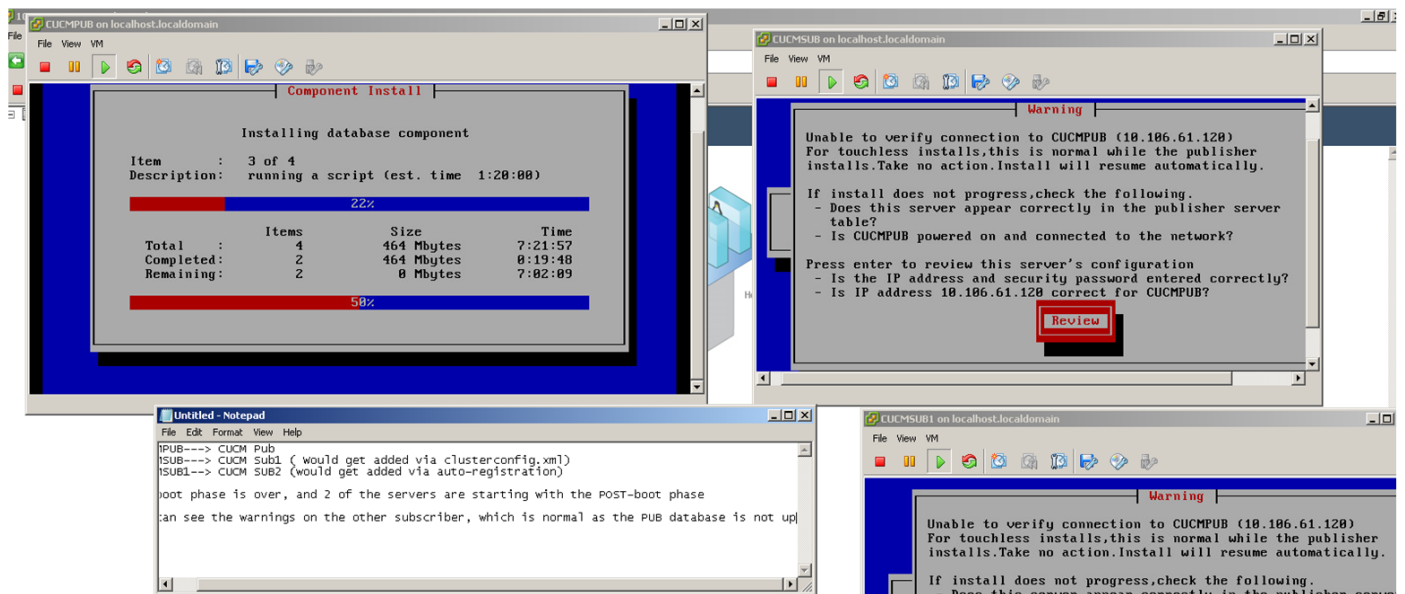 CUCMPUB on localhost.localdomain
File View VM
Component Install
Installing database component
Item : 3 of 4
Description: running a script (est. time 1:20:00)
22%
Items Size Time
Total : 4 464 Mbytes 7:21:57
Completed: 2 464 Mbytes 0:19:48
Remaining: 2 0 Mbytes 7:02:09
50%
CUCMSUB on localhost.localdomain
File View VM
Warning
Unable to verify connection to CUCMPUB (10.106.61.120)
For touchless installs,this is normal while the publisher
installs.Take no action.Install will resume automatically.
If install does not progress,check the following.
- Does this server appear correctly in the publisher server
table?
- Is CUCMPUB powered on and connected to the network?
Press enter to review this server's configuration
- Is the IP address and security password entered correctly?
- Is IP address 10.106.61.120 correct for CUCMPUB?
Review
Untitled - Notepad
File Edit Format View Help
MPUB---> CUCM Pub
MSUB---> CUCM Sub1 ( would get added via clusterconfig.xml)
MSUB1--> CUCM SUB2 (would get added via auto-registration)
boot phase is over, and 2 of the servers are starting with the POST-boot phase
can see the warnings on the other subscriber, which is normal as the PUB database is not up
CUCMSUB1 on localhost.localdomain
File View VM
Warning
Unable to verify connection to CUCMPUB (10.106.61.120)
For touchless installs,this is normal while the publisher
installs.Take no action.Install will resume automatically.
If install does not progress,check the following.
- Does this server appear correctly in the publisher serve